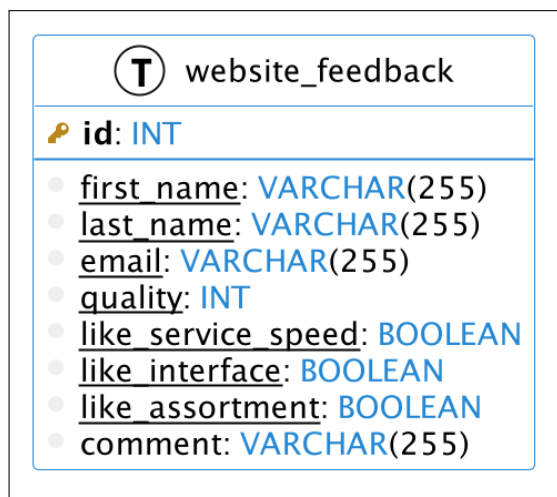 T website_feedback
id: INT
first_name: VARCHAR(255)
last_name: VARCHAR(255)
email: VARCHAR(255)
quality: INT
like_service_speed: BOOLEAN
like_interface: BOOLEAN
like_assortment: BOOLEAN
comment: VARCHAR(255)